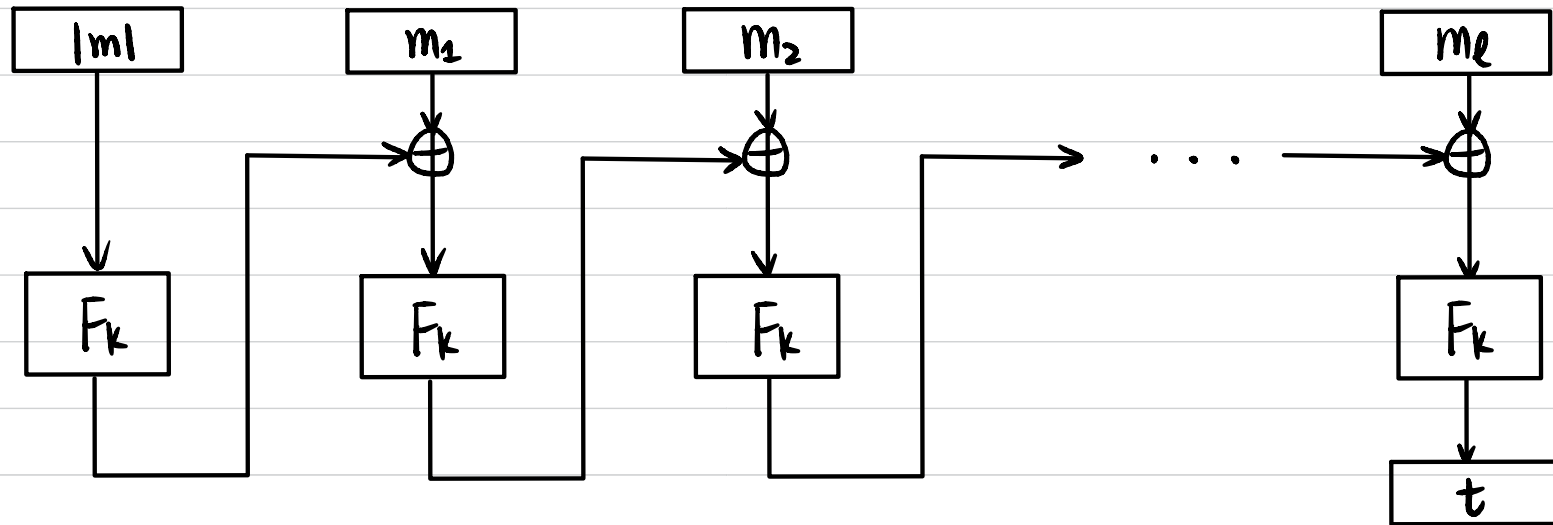 |m| m₁ m₂ mℓ
⊕ ⊕ . . . ⊕
Fₖ Fₖ Fₖ Fₖ
t